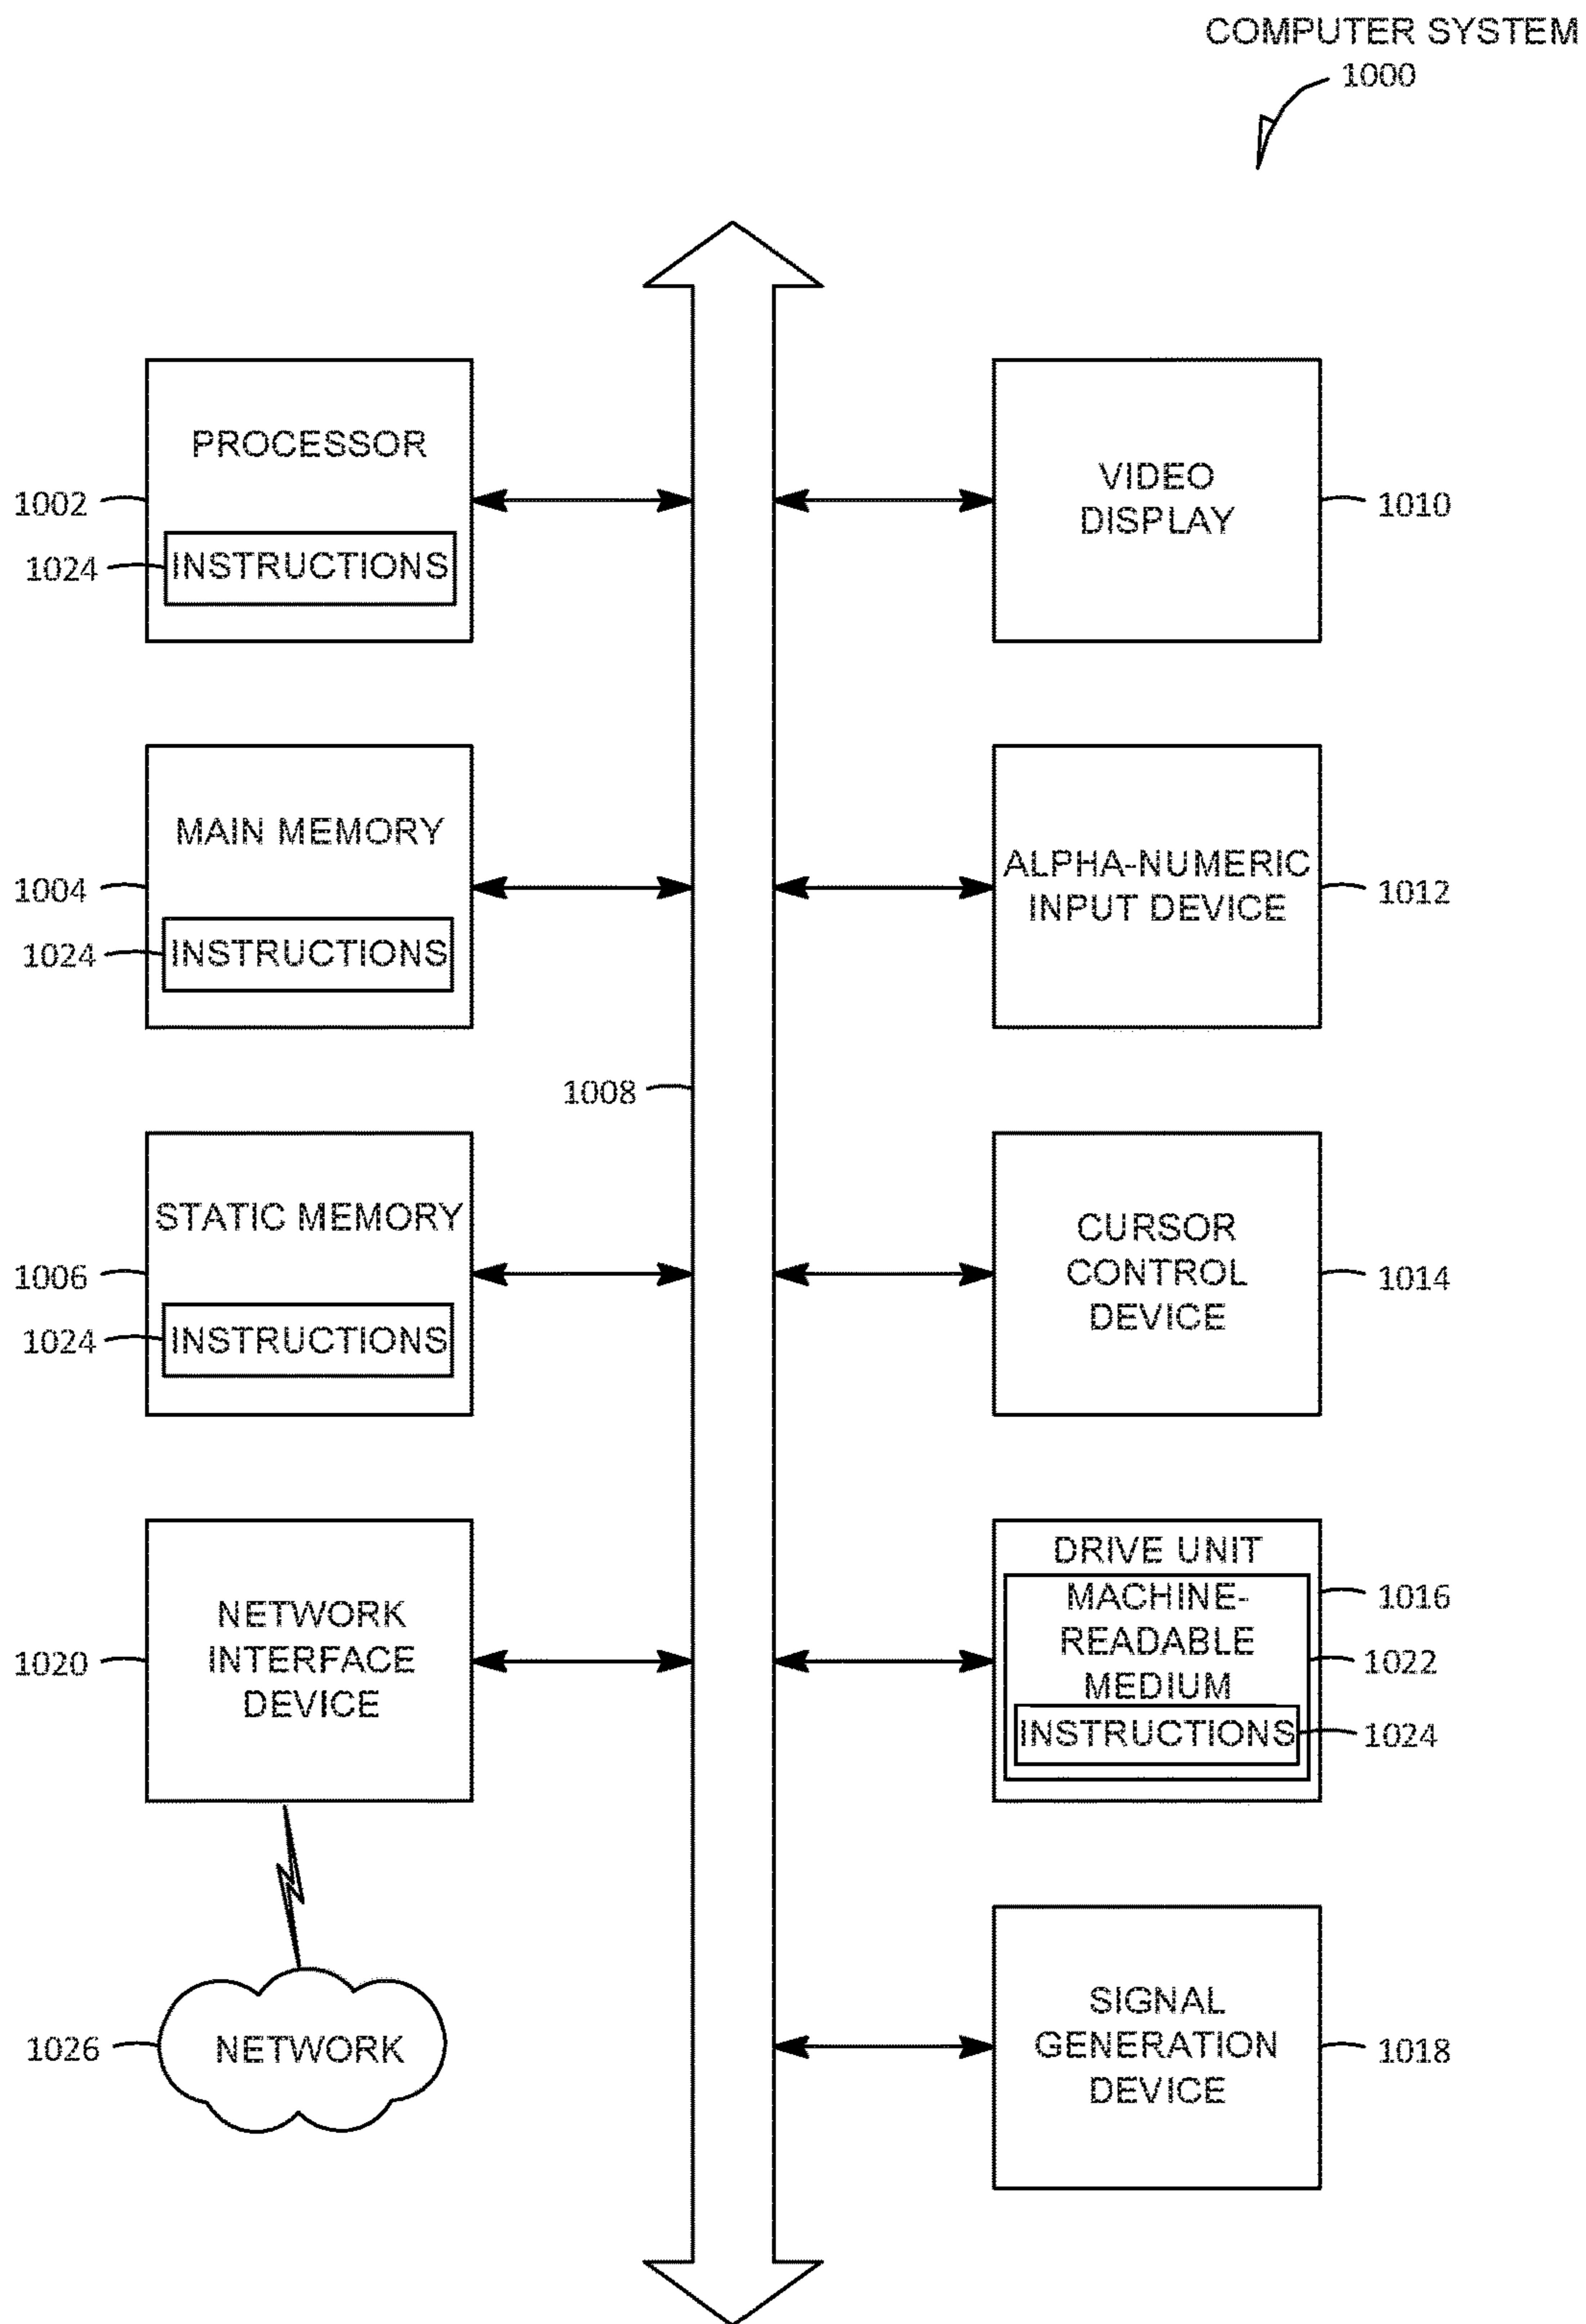 COMPUTER SYSTEM
1000
PROCESSOR
1002
1024
INSTRUCTIONS
VIDEO
DISPLAY
1010
MAIN MEMORY
1004
1024
INSTRUCTIONS
ALPHA-NUMERIC
INPUT DEVICE
1012
1008
STATIC MEMORY
1006
1024
INSTRUCTIONS
CURSOR
CONTROL
DEVICE
1014
NETWORK
INTERFACE
DEVICE
1020
DRIVE UNIT
1016
MACHINE-
READABLE
MEDIUM
1022
INSTRUCTIONS
1024
1026
NETWORK
SIGNAL
GENERATION
DEVICE
1018